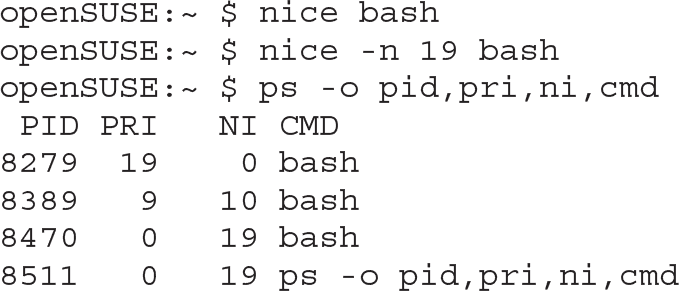 openSUSE:~ $ nice bash
openSUSE:~ $ nice -n 19 bash
openSUSE:~ $ ps -o pid,pri,ni,cmd
  PID PRI   NI CMD
 8279  19    0 bash
 8389   9   10 bash
 8470   0   19 bash
 8511   0   19 ps -o pid,pri,ni,cmd